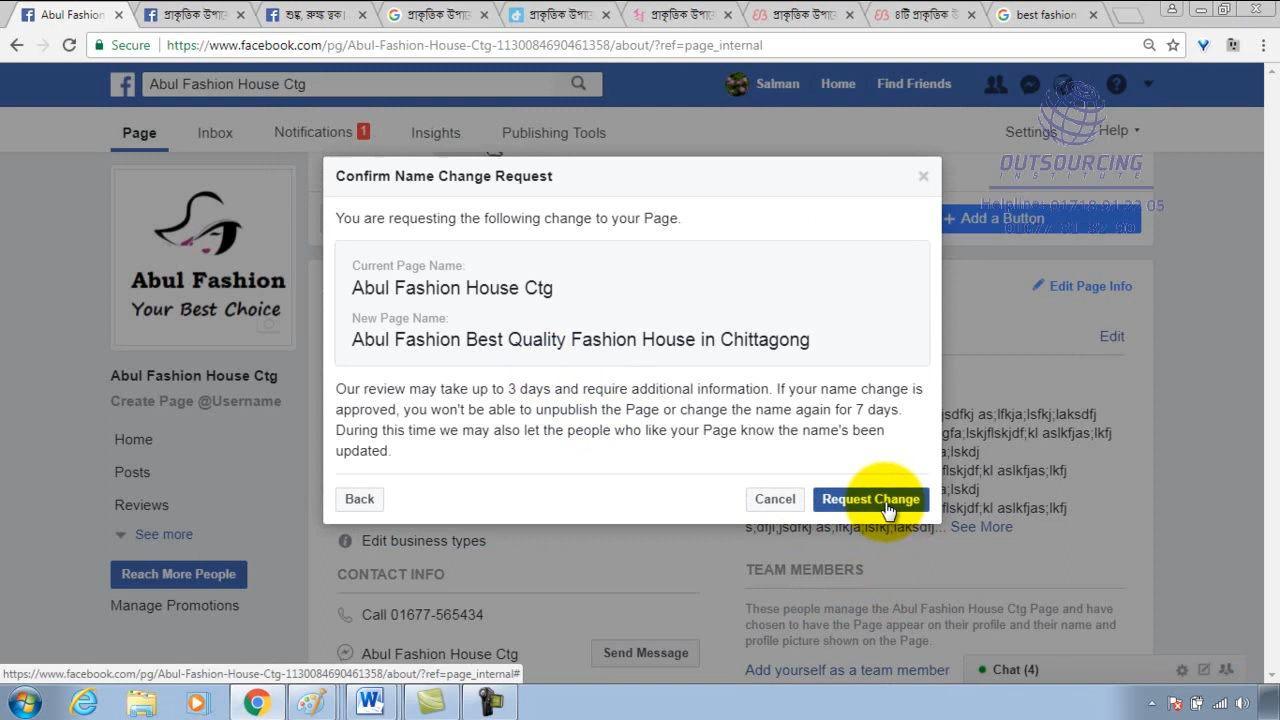 Abul Fashion
প্রাকৃতিক উপা
শুষ্ক, রুক্ষ ত্বক।
প্রাকৃতিক উপাে
প্রাকৃতিক উপাে
প্রাকৃতিক উপাে
প্রাকৃতিক উপাে
৪টি প্রাকৃতিক উ
best fashion
Secure
https://www.facebook.com/pg/Abul-Fashion-House-Ctg-1130084690461358/about/?ref=page_internal
Abul Fashion House Ctg
Salman
Home
Find Friends
Page
Inbox
Notifications 1
Insights
Publishing Tools
Settings
Help
OUTSOURCING
INSTITUTE
+ Add a Button
Confirm Name Change Request
You are requesting the following change to your Page.
Current Page Name:
Abul Fashion House Ctg
New Page Name:
Abul Fashion Best Quality Fashion House in Chittagong
Our review may take up to 3 days and require additional information. If your name change is
approved, you won't be able to unpublish the Page or change the name again for 7 days.
During this time we may also let the people who like your Page know the name's been
updated.
Back
Cancel
Request Change
Abul Fashion
Your Best Choice
Abul Fashion House Ctg
Create Page @Username
Home
Posts
Reviews
See more
Reach More People
Manage Promotions
Edit Page Info
Edit
See More
Edit business types
CONTACT INFO
Call 01677-565434
Abul Fashion House Ctg
Send Message
TEAM MEMBERS
These people manage the Abul Fashion House Ctg Page and have
chosen to have the Page appear on their profile and their name and
profile picture shown on the Page.
Add yourself as a team member
Chat (4)
https://www.facebook.com/pg/Abul-Fashion-House-Ctg-1130084690461358/about/?ref=page_internal#